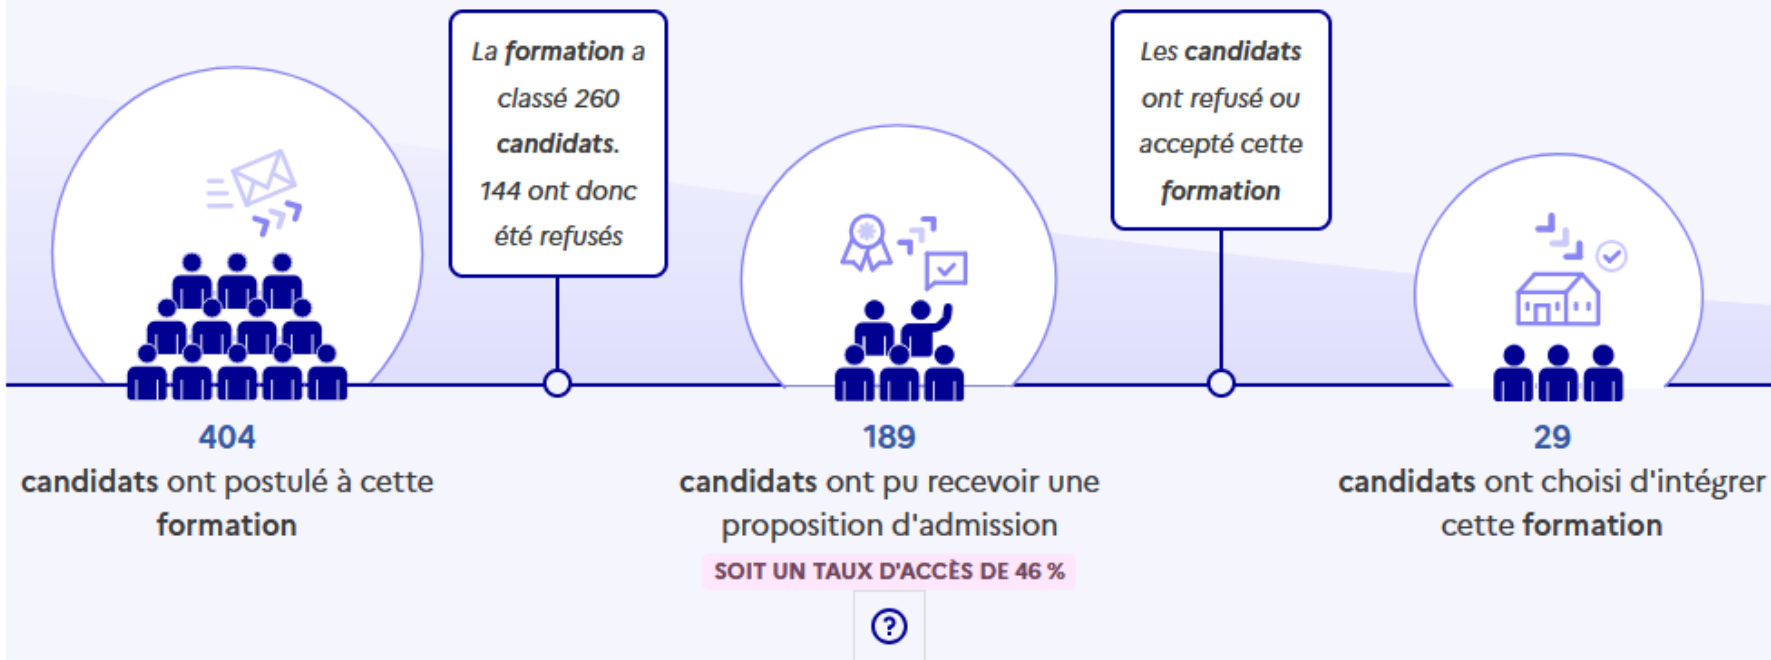 La formation a
classé 260
candidats.
144 ont donc
été refusés
Les candidats
ont refusé ou
accepté cette
formation
404
candidats ont postulé à cette
formation
189
candidats ont pu recevoir une
proposition d'admission
SOIT UN TAUX D'ACCÈS DE 46 %
?
29
candidats ont choisi d'intégrer
cette formation